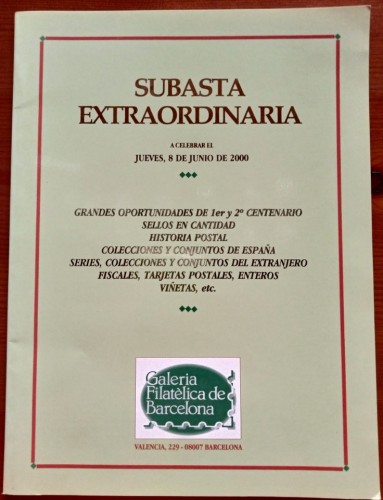 SUBASTA
EXTRAORDINARIA
A CELEBRAR EL
JUEVES, 8 DE JUNIO DE 2000
GRANDES OPORTUNIDADES DE 1er y 2º CENTENARIO
SELLOS EN CANTIDAD
HISTORIA POSTAL
COLECCIONES Y CONJUNTOS DE ESPAÑA
SERIES, COLECCIONES Y CONJUNTOS DEL EXTRANJERO
FISCALES, TARJETAS POSTALES, ENTEROS
VIÑETAS, etc.
Galeria
Filatèlica de
Barcelona
VALENCIA, 229 - 08007 BARCELONA